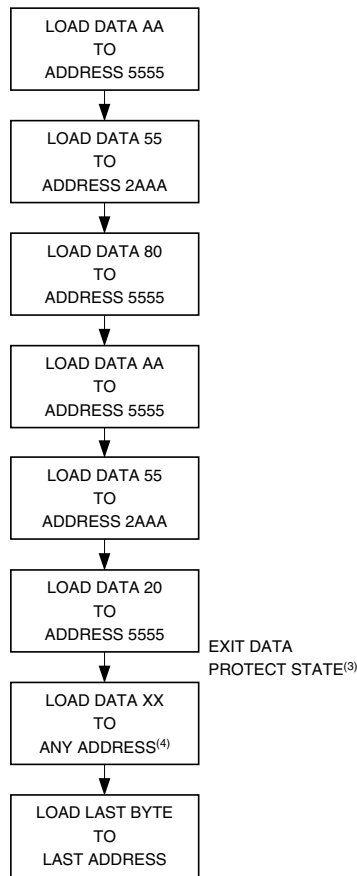 LOAD DATA AA
TO
ADDRESS 5555
LOAD DATA 55
TO
ADDRESS 2AAA
LOAD DATA 80
TO
ADDRESS 5555
LOAD DATA AA
TO
ADDRESS 5555
LOAD DATA 55
TO
ADDRESS 2AAA
LOAD DATA 20
TO
ADDRESS 5555
EXIT DATA
PROTECT STATE(3)
LOAD DATA XX
TO
ANY ADDRESS(4)
LOAD LAST BYTE
TO
LAST ADDRESS